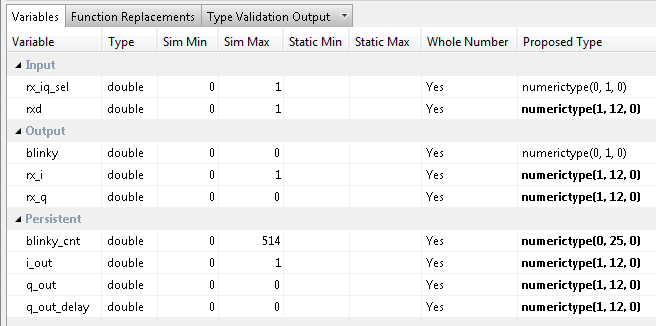 Variables Function Replacements Type Validation Output
Variable Type Sim Min Sim Max Static Min Static Max Whole Number Proposed Type
Input
rx_iq_sel double 0 1 Yes numerictype(0, 1, 0)
rxd double 0 1 Yes numerictype(1, 12, 0)
Output
blinky double 0 0 Yes numerictype(0, 1, 0)
rx_i double 0 1 Yes numerictype(1, 12, 0)
rx_q double 0 0 Yes numerictype(1, 12, 0)
Persistent
blinky_cnt double 0 514 Yes numerictype(0, 25, 0)
i_out double 0 1 Yes numerictype(1, 12, 0)
q_out double 0 0 Yes numerictype(1, 12, 0)
q_out_delay double 0 0 Yes numerictype(1, 12, 0)